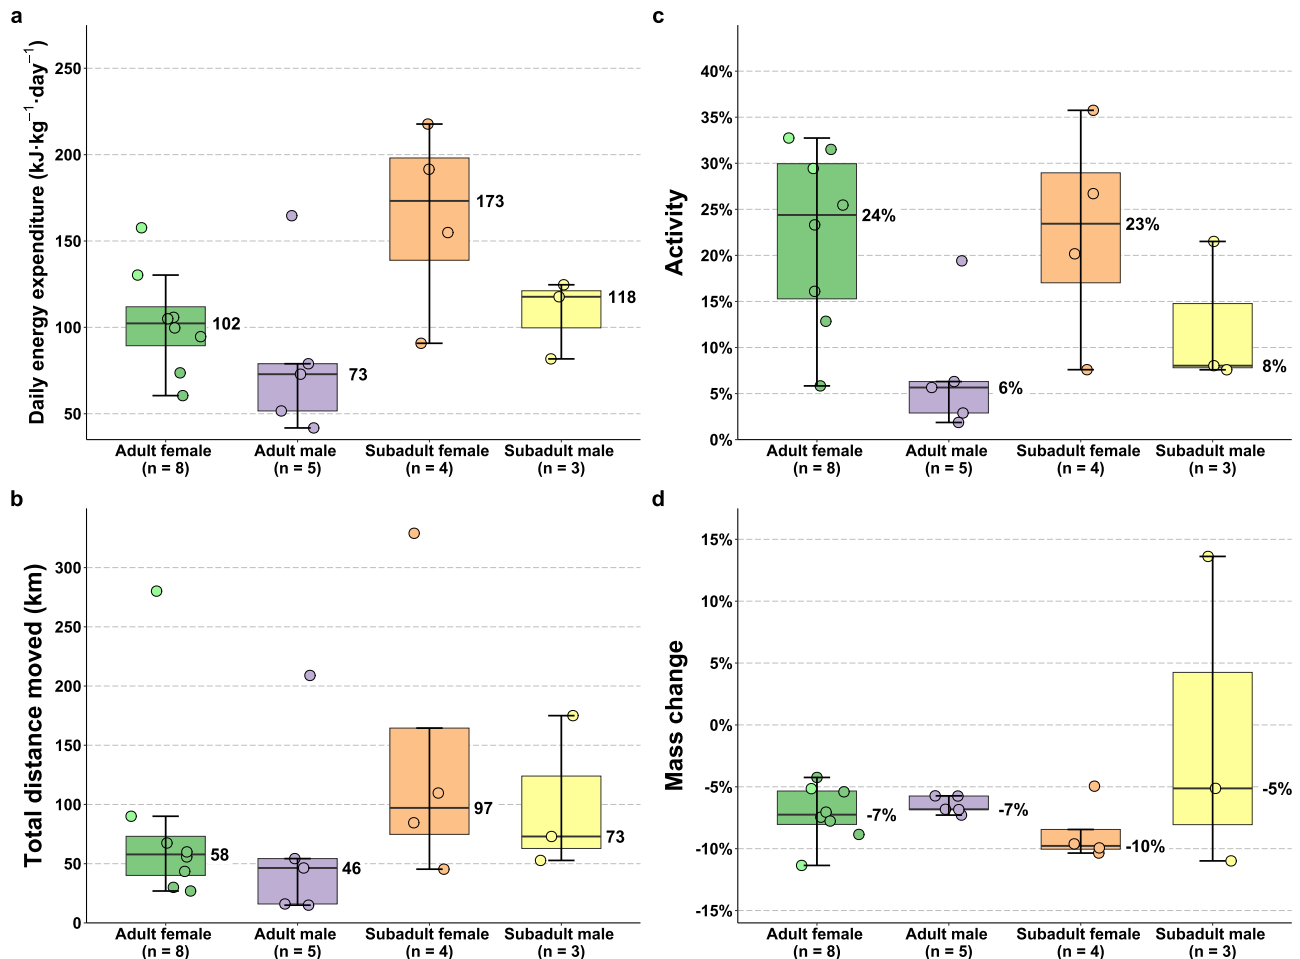 a
Daily energy expenditure (kJ·kg⁻¹·day⁻¹)
250
200
150
100
50
102
73
173
118
Adult female
(n = 8)
Adult male
(n = 5)
Subadult female
(n = 4)
Subadult male
(n = 3)
c
Activity
40%
35%
30%
25%
20%
15%
10%
5%
0%
24%
6%
23%
8%
Adult female
(n = 8)
Adult male
(n = 5)
Subadult female
(n = 4)
Subadult male
(n = 3)
b
Total distance moved (km)
300
250
200
150
100
50
0
58
46
97
73
Adult female
(n = 8)
Adult male
(n = 5)
Subadult female
(n = 4)
Subadult male
(n = 3)
d
Mass change
15%
10%
5%
0%
-5%
-10%
-15%
-7%
-7%
-10%
-5%
Adult female
(n = 8)
Adult male
(n = 5)
Subadult female
(n = 4)
Subadult male
(n = 3)